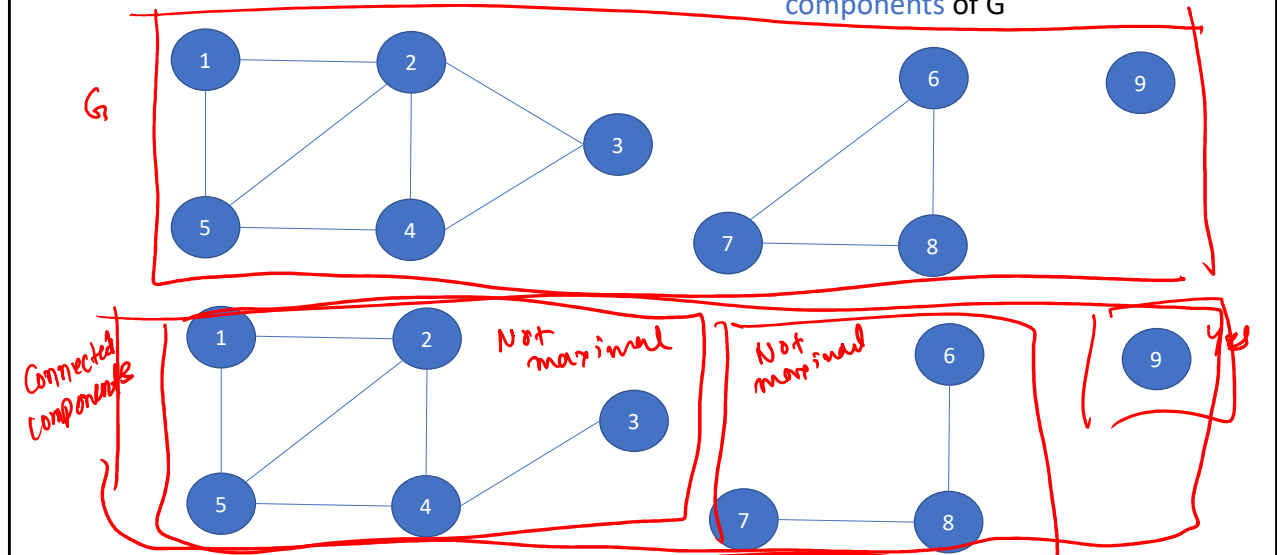 components of G
G
1 2 6 9
3
5 4 7 8
Connected
components
1 2 Not
maximal
Not
maximal
6 9 Yes
3
5 4 7 8